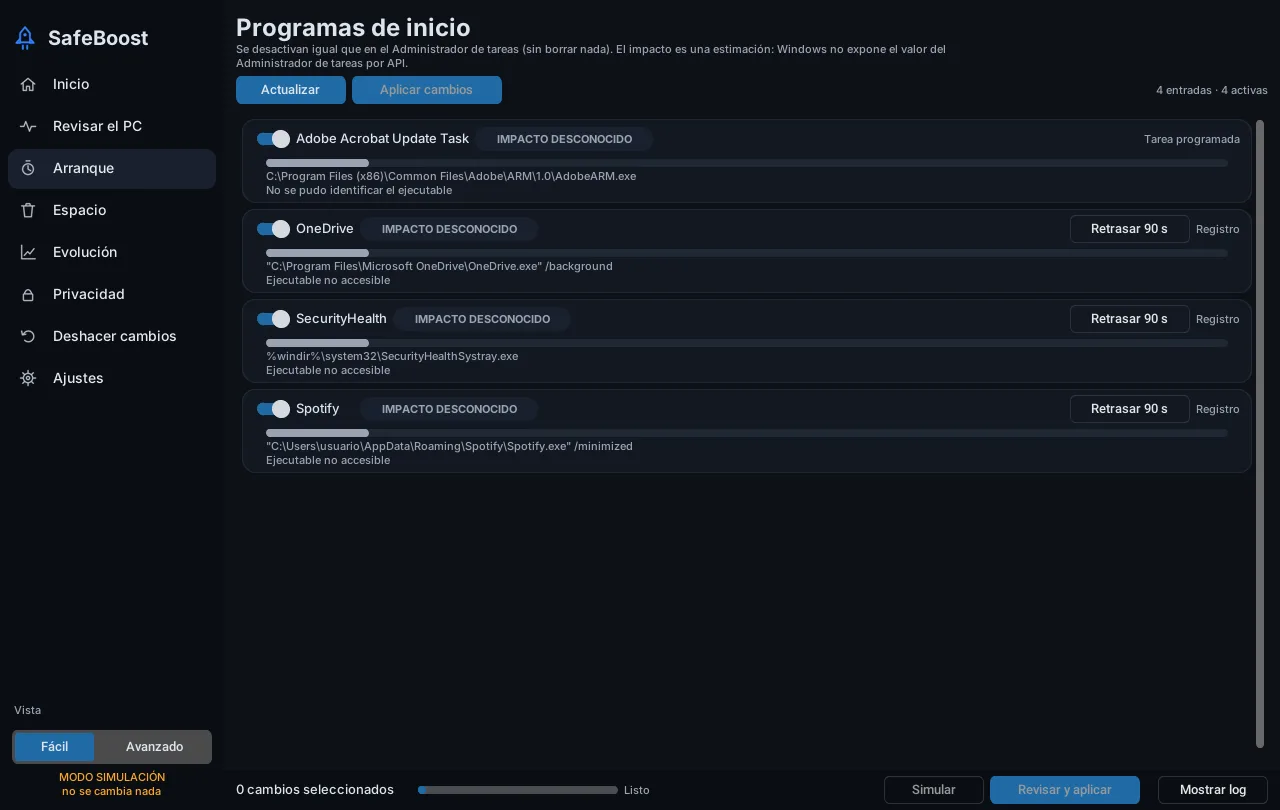 SafeBoost
Inicio
Revisar el PC
Arranque
Espacio
Evolución
Privacidad
Deshacer cambios
Ajustes
Vista
Fácil
Avanzado
MODO SIMULACIÓN
no se cambia nada
Programas de inicio
Se desactivan igual que en el Administrador de tareas (sin borrar nada). El impacto es una estimación: Windows no expone el valor del
Administrador de tareas por API.
Actualizar
Aplicar cambios
4 entradas · 4 activas
Adobe Acrobat Update Task
IMPACTO DESCONOCIDO
Tarea programada
C:\Program Files (x86)\Common Files\Adobe\ARM\1.0\AdobeARM.exe
No se pudo identificar el ejecutable
OneDrive
IMPACTO DESCONOCIDO
Retrasar 90 s
Registro
"C:\Program Files\Microsoft OneDrive\OneDrive.exe" /background
Ejecutable no accesible
SecurityHealth
IMPACTO DESCONOCIDO
Retrasar 90 s
Registro
%windir%\system32\SecurityHealthSystray.exe
Ejecutable no accesible
Spotify
IMPACTO DESCONOCIDO
Retrasar 90 s
Registro
"C:\Users\usuario\AppData\Roaming\Spotify\Spotify.exe" /minimized
Ejecutable no accesible
0 cambios seleccionados
Listo
Simular
Revisar y aplicar
Mostrar log